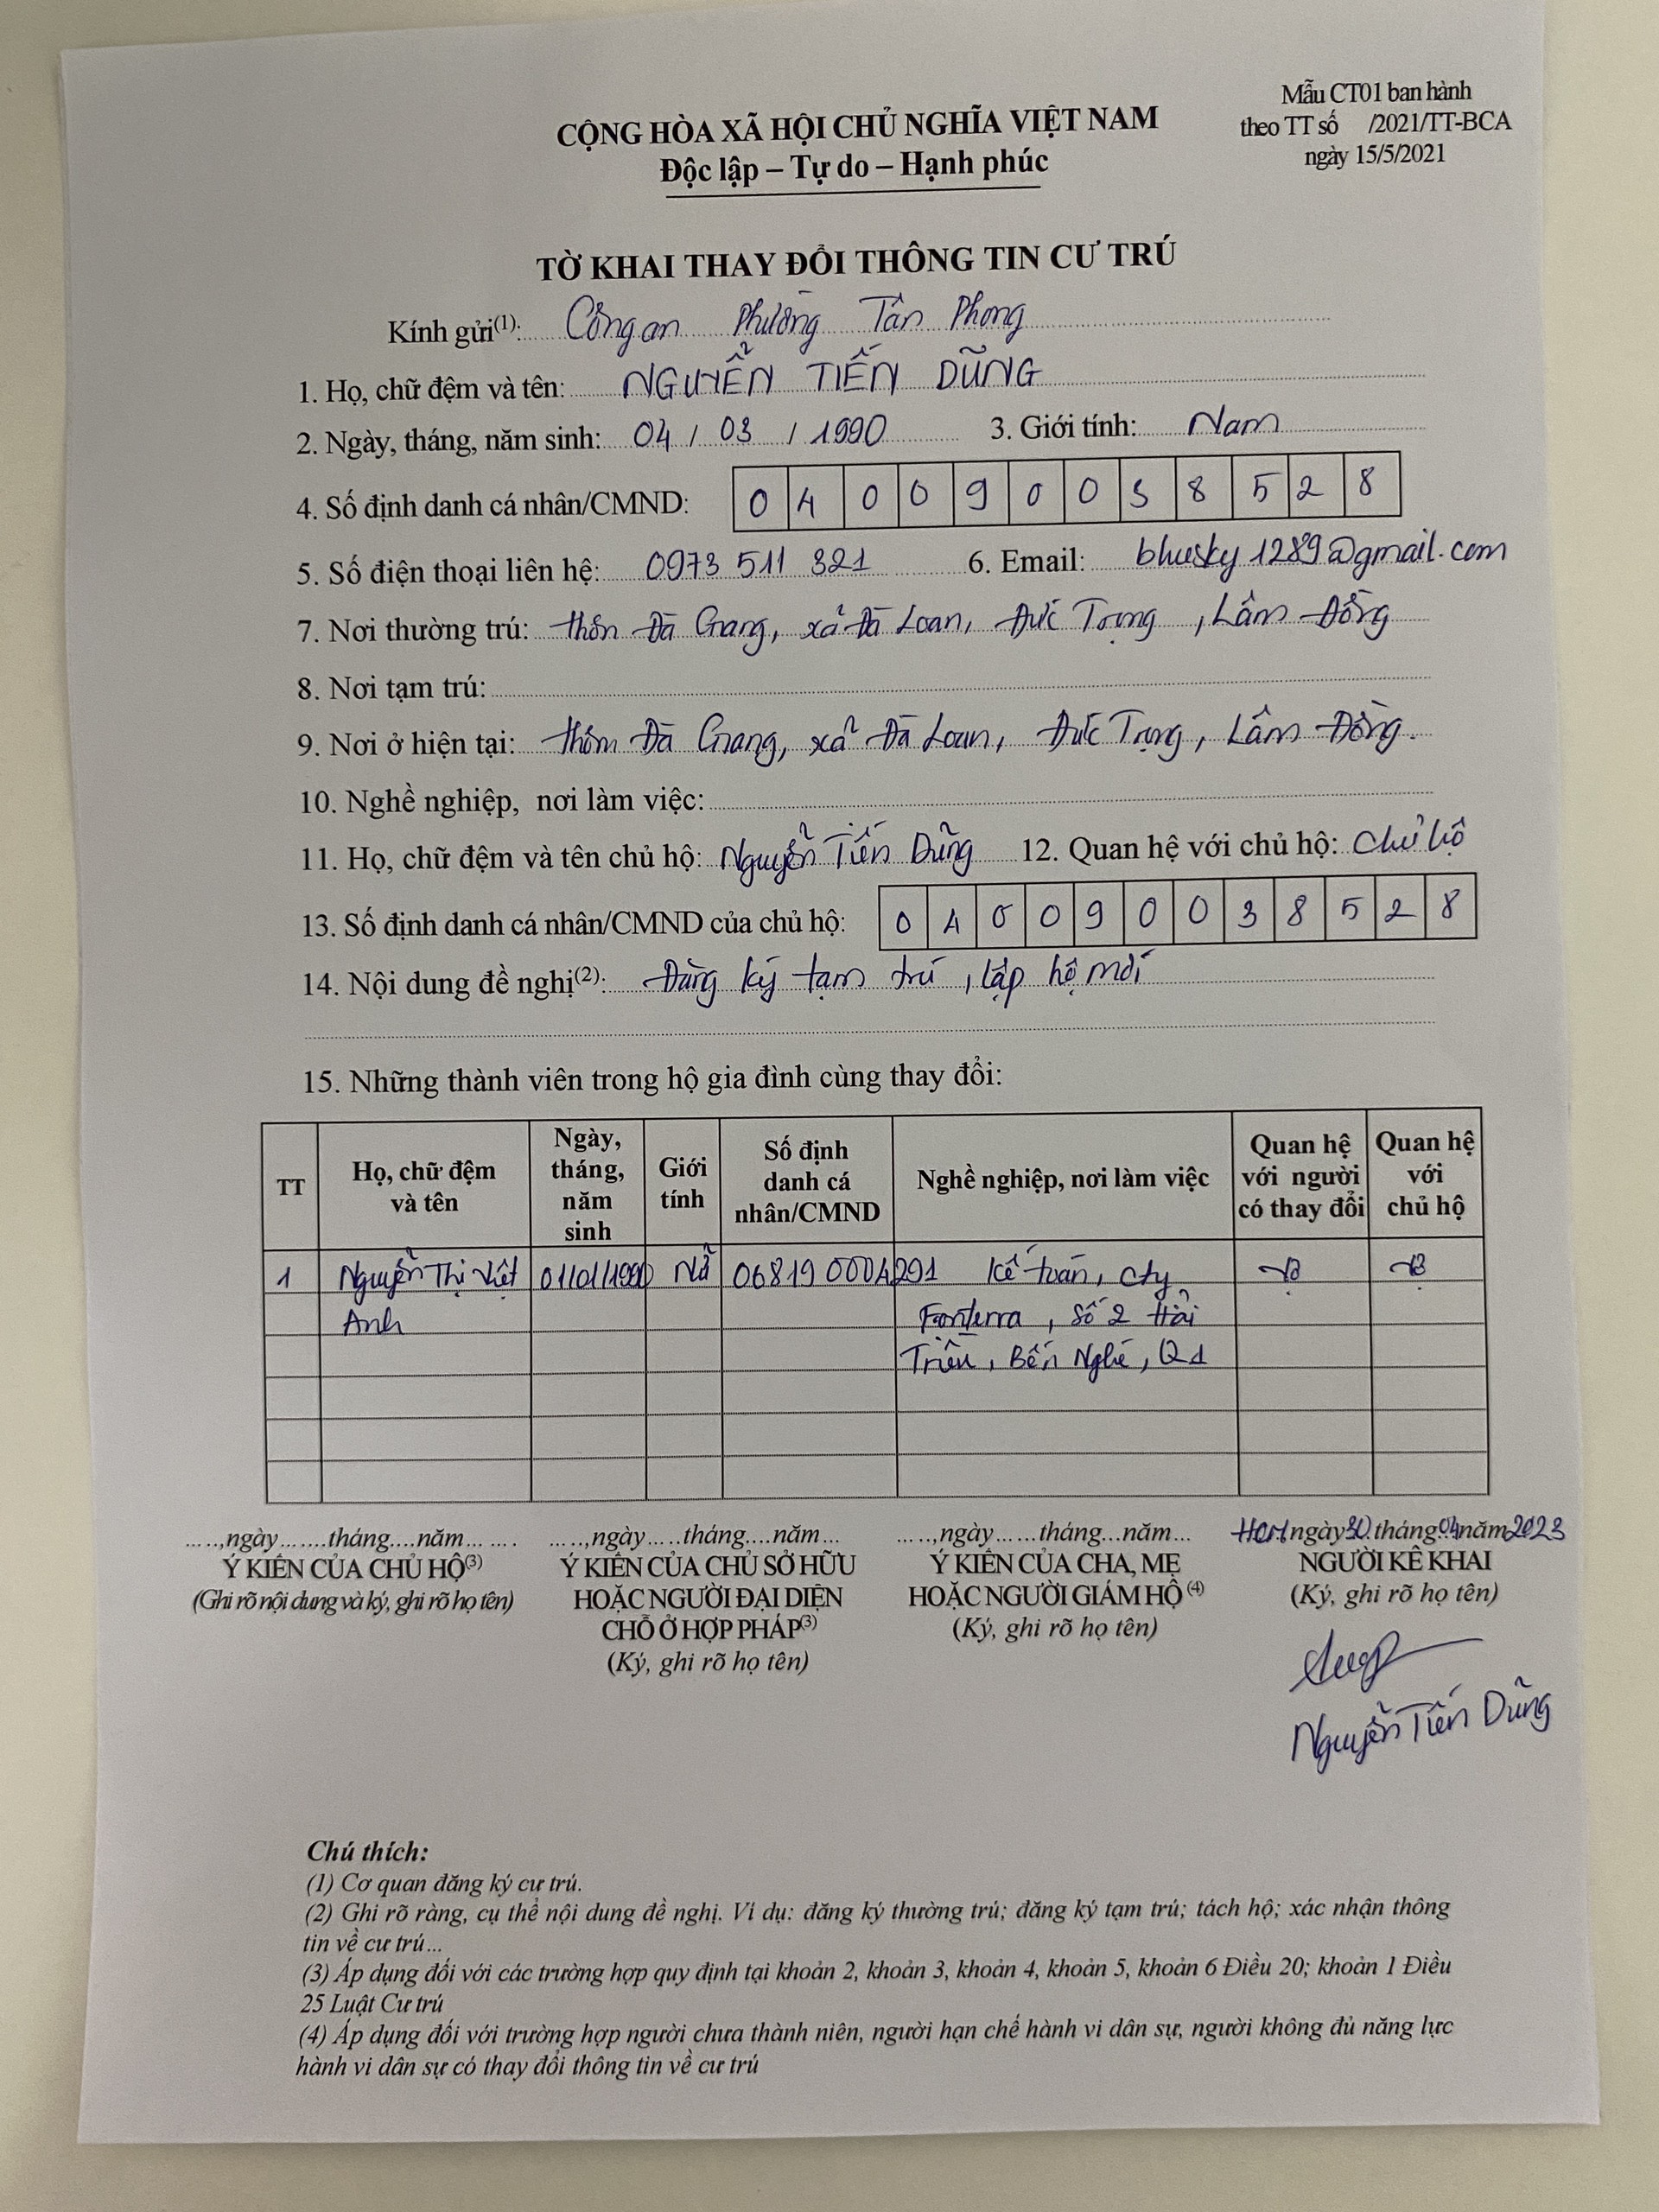 Mẫu CT01 ban hành
theo TT số /2021/TT-BCA
ngày 15/5/2021
CỘNG HÒA XÃ HỘI CHỦ NGHĨA VIỆT NAM
Độc lập – Tự do – Hạnh phúc
TỜ KHAI THAY ĐỔI THÔNG TIN CƯ TRÚ
Kính gửi(1): Công an Phường Tân Phong
1. Họ, chữ đệm và tên: NGUYỄN TIẾN DŨNG
2. Ngày, tháng, năm sinh: 04 / 03 / 1990 3. Giới tính: Nam
4. Số định danh cá nhân/CMND: 0 4 0 0 9 0 0 3 8 5 2 8
5. Số điện thoại liên hệ: 0973 511 321 6. Email: bluesky1289@gmail.com
7. Nơi thường trú: thôn Đà Giang, xã Đà Loan, Đức Trọng, Lâm Đồng
8. Nơi tạm trú:
9. Nơi ở hiện tại: thôn Đà Giang, xã Đà Loan, Đức Trọng, Lâm Đồng.
10. Nghề nghiệp, nơi làm việc:
11. Họ, chữ đệm và tên chủ hộ: Nguyễn Tiến Dũng 12. Quan hệ với chủ hộ: Chủ hộ
13. Số định danh cá nhân/CMND của chủ hộ: 0 4 0 0 9 0 0 3 8 5 2 8
14. Nội dung đề nghị(2): Đăng ký tạm trú, lập hộ mới
15. Những thành viên trong hộ gia đình cùng thay đổi:
TT Họ, chữ đệm và tên Ngày, tháng, năm sinh Giới tính Số định danh cá nhân/CMND Nghề nghiệp, nơi làm việc Quan hệ với người có thay đổi Quan hệ với chủ hộ
1 Nguyễn Thị Việt 01/01/1990 Nữ 068190004291 Kế toán, Cty Vợ Vợ
Anh Fonterra, Số 2 Hải
Triều, Bến Nghé, Q1
.....,ngày......tháng....năm........ .....,ngày.....tháng....năm... .....,ngày......tháng...năm... HCM ngày 30 tháng 04 năm 2023
Ý KIẾN CỦA CHỦ HỘ(3) Ý KIẾN CỦA CHỦ SỞ HỮU Ý KIẾN CỦA CHA, MẸ NGƯỜI KÊ KHAI
(Ghi rõ nội dung và ký, ghi rõ họ tên) HOẶC NGƯỜI ĐẠI DIỆN HOẶC NGƯỜI GIÁM HỘ (4) (Ký, ghi rõ họ tên)
CHỖ Ở HỢP PHÁP(3) (Ký, ghi rõ họ tên)
(Ký, ghi rõ họ tên)
Nguyễn Tiến Dũng
Chú thích:
(1) Cơ quan đăng ký cư trú.
(2) Ghi rõ ràng, cụ thể nội dung đề nghị. Ví dụ: đăng ký thường trú; đăng ký tạm trú; tách hộ; xác nhận thông
tin về cư trú...
(3) Áp dụng đối với các trường hợp quy định tại khoản 2, khoản 3, khoản 4, khoản 5, khoản 6 Điều 20; khoản 1 Điều
25 Luật Cư trú
(4) Áp dụng đối với trường hợp người chưa thành niên, người hạn chế hành vi dân sự, người không đủ năng lực
hành vi dân sự có thay đổi thông tin về cư trú